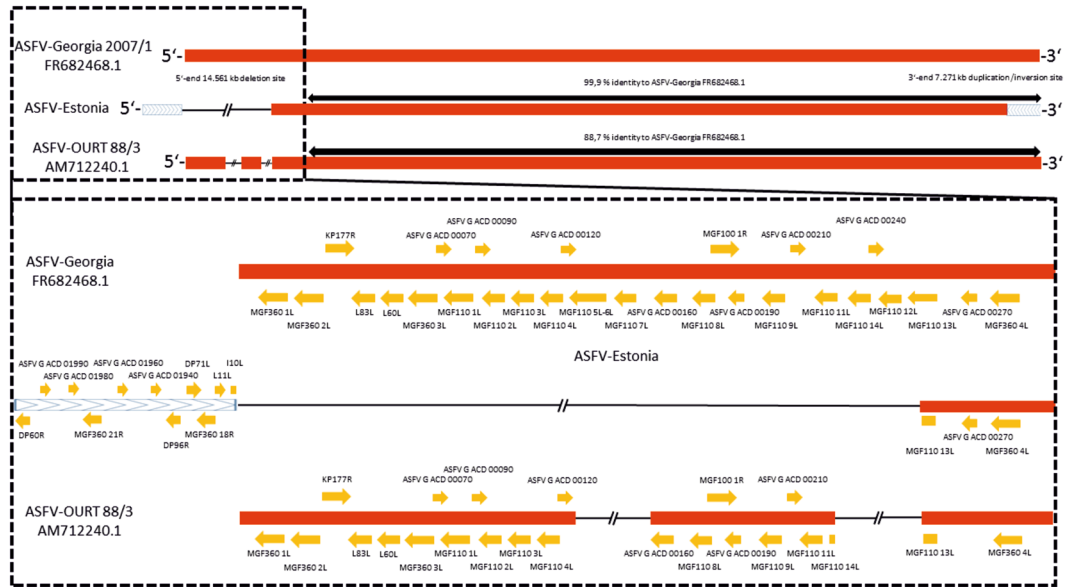 ASFV-Georgia 2007/1
FR682468.1
5‘-
-3‘
5‘-end 14.561 kb deletion site
99,9 % identity to ASFV-Georgia FR682468.1
3‘-end 7.271 kb duplication/inversion site
ASFV-Estonia
5‘-
-3‘
88,7 % identity to ASFV-Georgia FR682468.1
ASFV-OURT 88/3
AM712240.1
5‘-
-3‘
ASFV-Georgia
FR682468.1
KP177R
ASFV G ACD 00070
ASFV G ACD 00090
ASFV G ACD 00120
MGF100 1R
ASFV G ACD 00210
ASFV G ACD 00240
MGF360 1L
MGF360 2L
L83L
L60L
MGF360 3L
MGF110 1L
MGF110 2L
MGF110 3L
MGF110 4L
MGF110 5L-6L
MGF110 7L
ASFV G ACD 00160
MGF110 8L
ASFV G ACD 00190
MGF110 9L
MGF110 11L
MGF110 14L
MGF110 12L
MGF110 13L
ASFV G ACD 00270
MGF360 4L
ASFV-Estonia
ASFV G ACD 01990
ASFV G ACD 01980
ASFV G ACD 01960
ASFV G ACD 01940
DP71L
L11L
I10L
DP60R
MGF360 21R
DP96R
MGF360 18R
MGF110 13L
ASFV G ACD 00270
MGF360 4L
ASFV-OURT 88/3
AM712240.1
KP177R
ASFV G ACD 00070
ASFV G ACD 00090
ASFV G ACD 00120
MGF100 1R
ASFV G ACD 00210
MGF360 1L
MGF360 2L
L83L
L60L
MGF360 3L
MGF110 1L
MGF110 2L
MGF110 3L
MGF110 4L
ASFV G ACD 00160
MGF110 8L
ASFV G ACD 00190
MGF110 9L
MGF110 11L
MGF110 14L
MGF110 13L
MGF360 4L